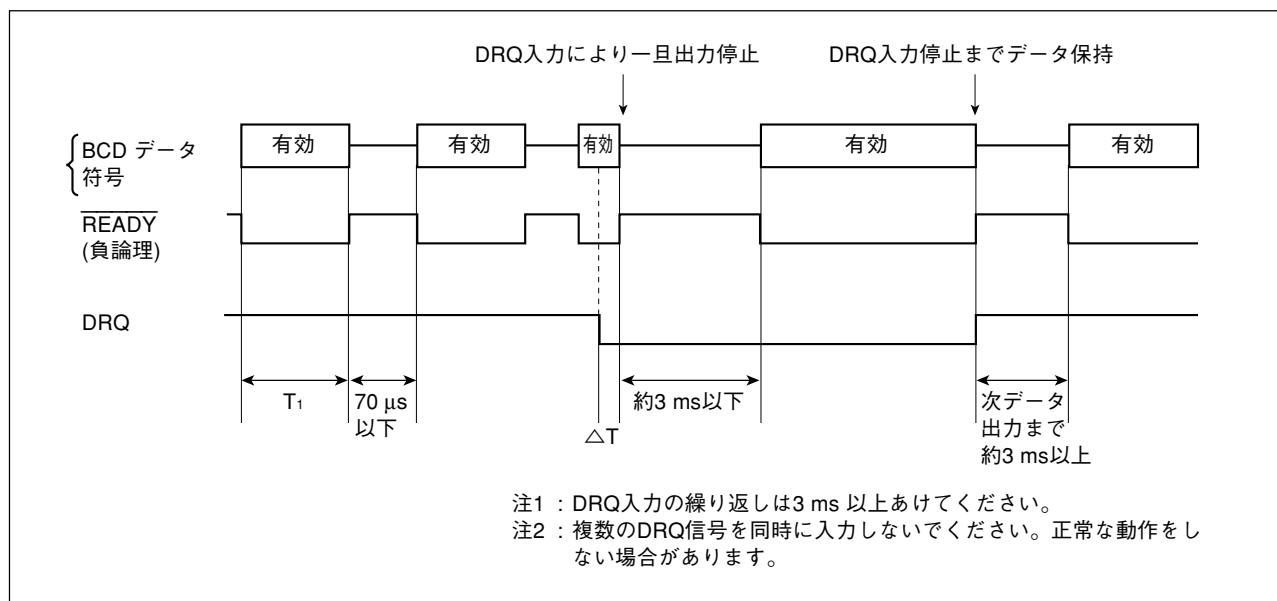 DRQ入力により一旦出力停止
DRQ入力停止までデータ保持
BCD データ
符号
有効
有効
有効
有効
有効
READY
(負論理)
DRQ
T1
70 μs
以下
△T
約3 ms以下
次データ
出力まで
約3 ms以上
注1 : DRQ入力の繰り返しは3 ms 以上あけてください。
注2 : 複数のDRQ信号を同時に入力しないでください。正常な動作をし
ない場合があります。